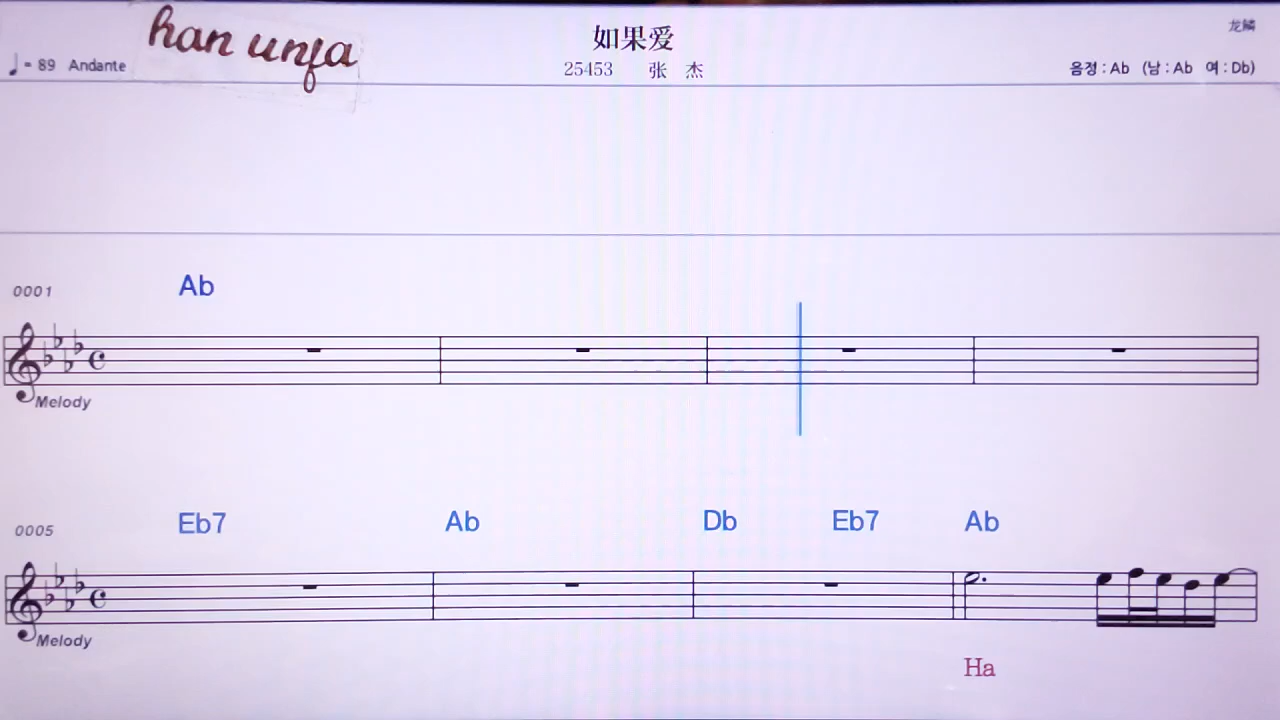 han unfa
如果爱
龙鳞
♩ = 89 Andante
25453 张 杰
음정 : Ab (남 : Ab 여 : Db)
0001
Ab
Melody
0005
Eb7 Ab Db Eb7 Ab
Melody
Ha